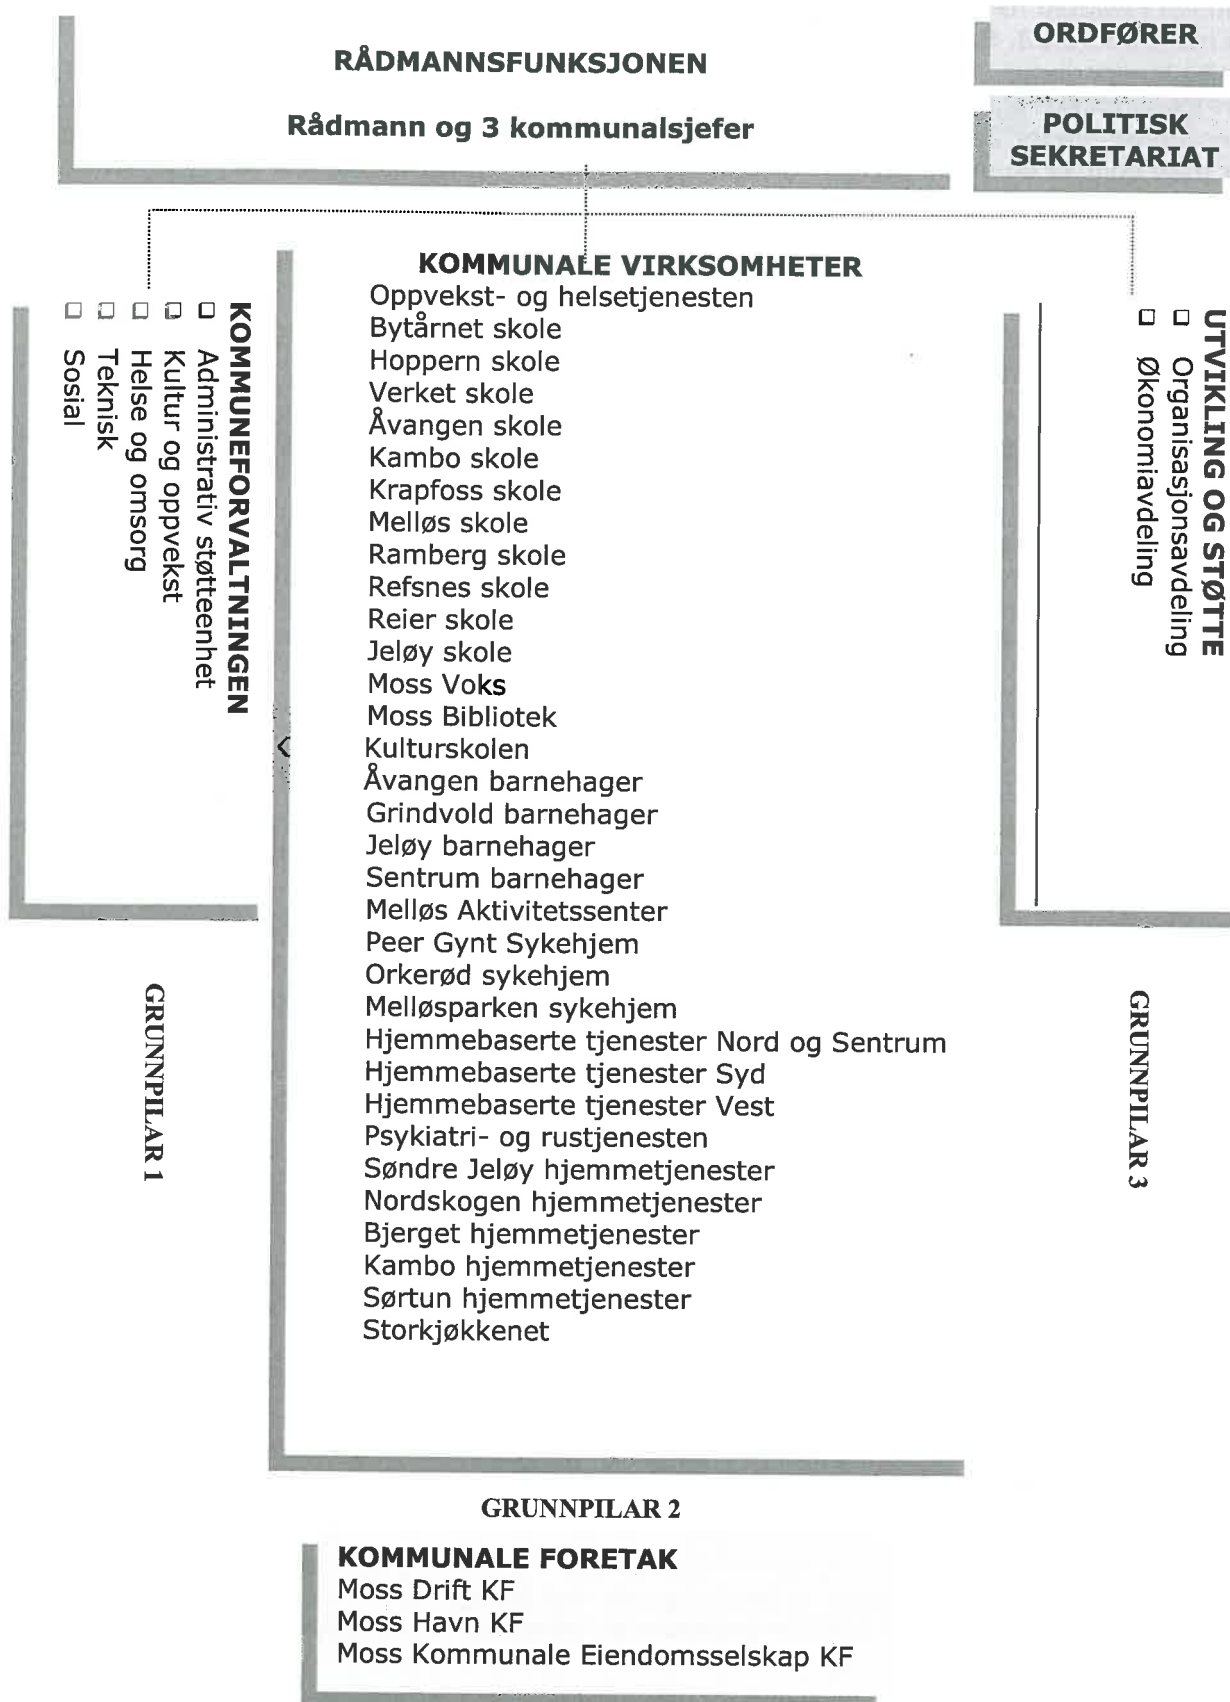 RÅDMANNSFUNKSJONEN
Rådmann og 3 kommunalsjefer
ORDFØRER
POLITISK
SEKRETARIAT
KOMMUNEFORVALTNINGEN
□ Administrativ støtteenhet
□ Kultur og oppvekst
□ Helse og omsorg
□ Teknisk
□ Sosial
GRUNNPILAR 1
KOMMUNALE VIRKSOMHETER
Oppvekst- og helsetjenesten
Bytårnet skole
Hoppern skole
Verket skole
Åvangen skole
Kambo skole
Krapfoss skole
Melløs skole
Ramberg skole
Refsnes skole
Reier skole
Jeløy skole
Moss Voks
Moss Bibliotek
Kulturskolen
Åvangen barnehager
Grindvold barnehager
Jeløy barnehager
Sentrum barnehager
Melløs Aktivitetssenter
Peer Gynt Sykehjem
Orkerød sykehjem
Melløsparken sykehjem
Hjemmebaserte tjenester Nord og Sentrum
Hjemmebaserte tjenester Syd
Hjemmebaserte tjenester Vest
Psykiatri- og rustjenesten
Søndre Jeløy hjemmetjenester
Nordskogen hjemmetjenester
Bjerget hjemmetjenester
Kambo hjemmetjenester
Sørtun hjemmetjenester
Storkjøkkenet
GRUNNPILAR 2
UTVIKLING OG STØTTE
□ Organisasjonsavdeling
□ Økonomiavdeling
GRUNNPILAR 3
KOMMUNALE FORETAK
Moss Drift KF
Moss Havn KF
Moss Kommunale Eiendomsselskap KF